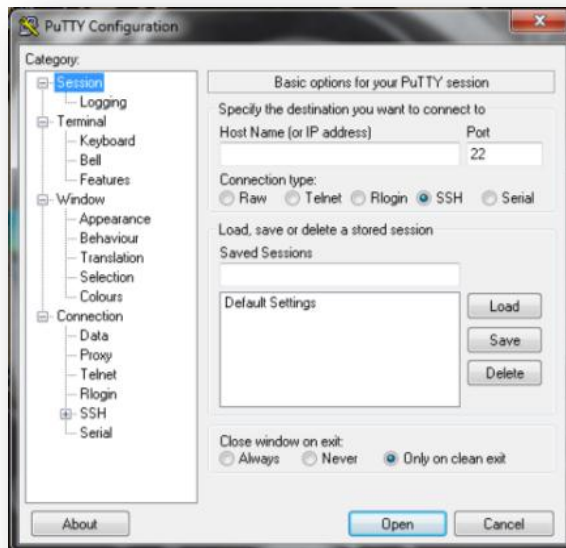 PuTTY Configuration
Category:
Session
Logging
Terminal
Keyboard
Bell
Features
Window
Appearance
Behaviour
Translation
Selection
Colours
Connection
Data
Proxy
Telnet
Rlogin
SSH
Serial
Basic options for your PuTTY session
Specify the destination you want to connect to
Host Name (or IP address) Port
22
Connection type:
Raw Telnet Rlogin SSH Serial
Load, save or delete a stored session
Saved Sessions
Default Settings
Load
Save
Delete
Close window on exit:
Always Never Only on clean exit
About Open Cancel